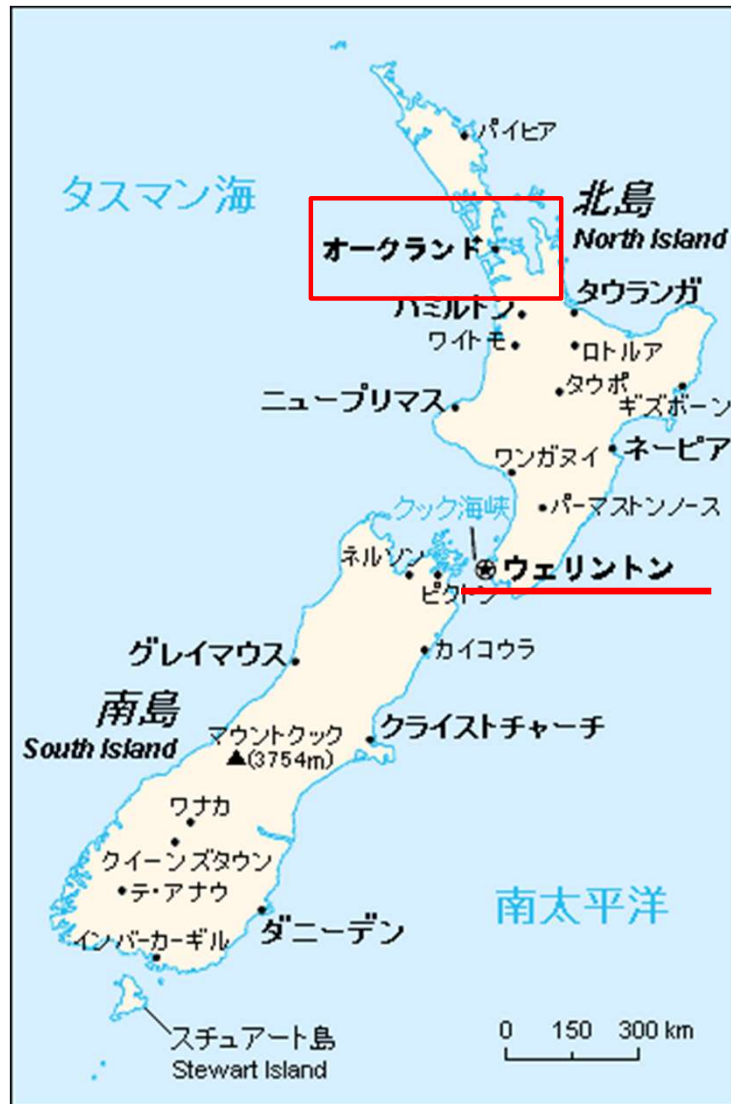 パイヒア
タスマン海
北島
North Island
オークランド
タウランガ
ハミルトン
ワイトモ
ロトルア
タウポ
ニュープリマス
ギズボーン
ネーピア
ワンガヌイ
クック海峡
パーマストンノース
ネルソン
ピクトン
ウェリントン
カイコウラ
グレイマウス
南島
South Island
マウントクック
(3754m)
クライストチャーチ
ワナカ
クイーンズタウン
テ・アナウ
南太平洋
ダニーデン
インバーカーギル
スチュアート島
Stewart Island
0 150 300 km